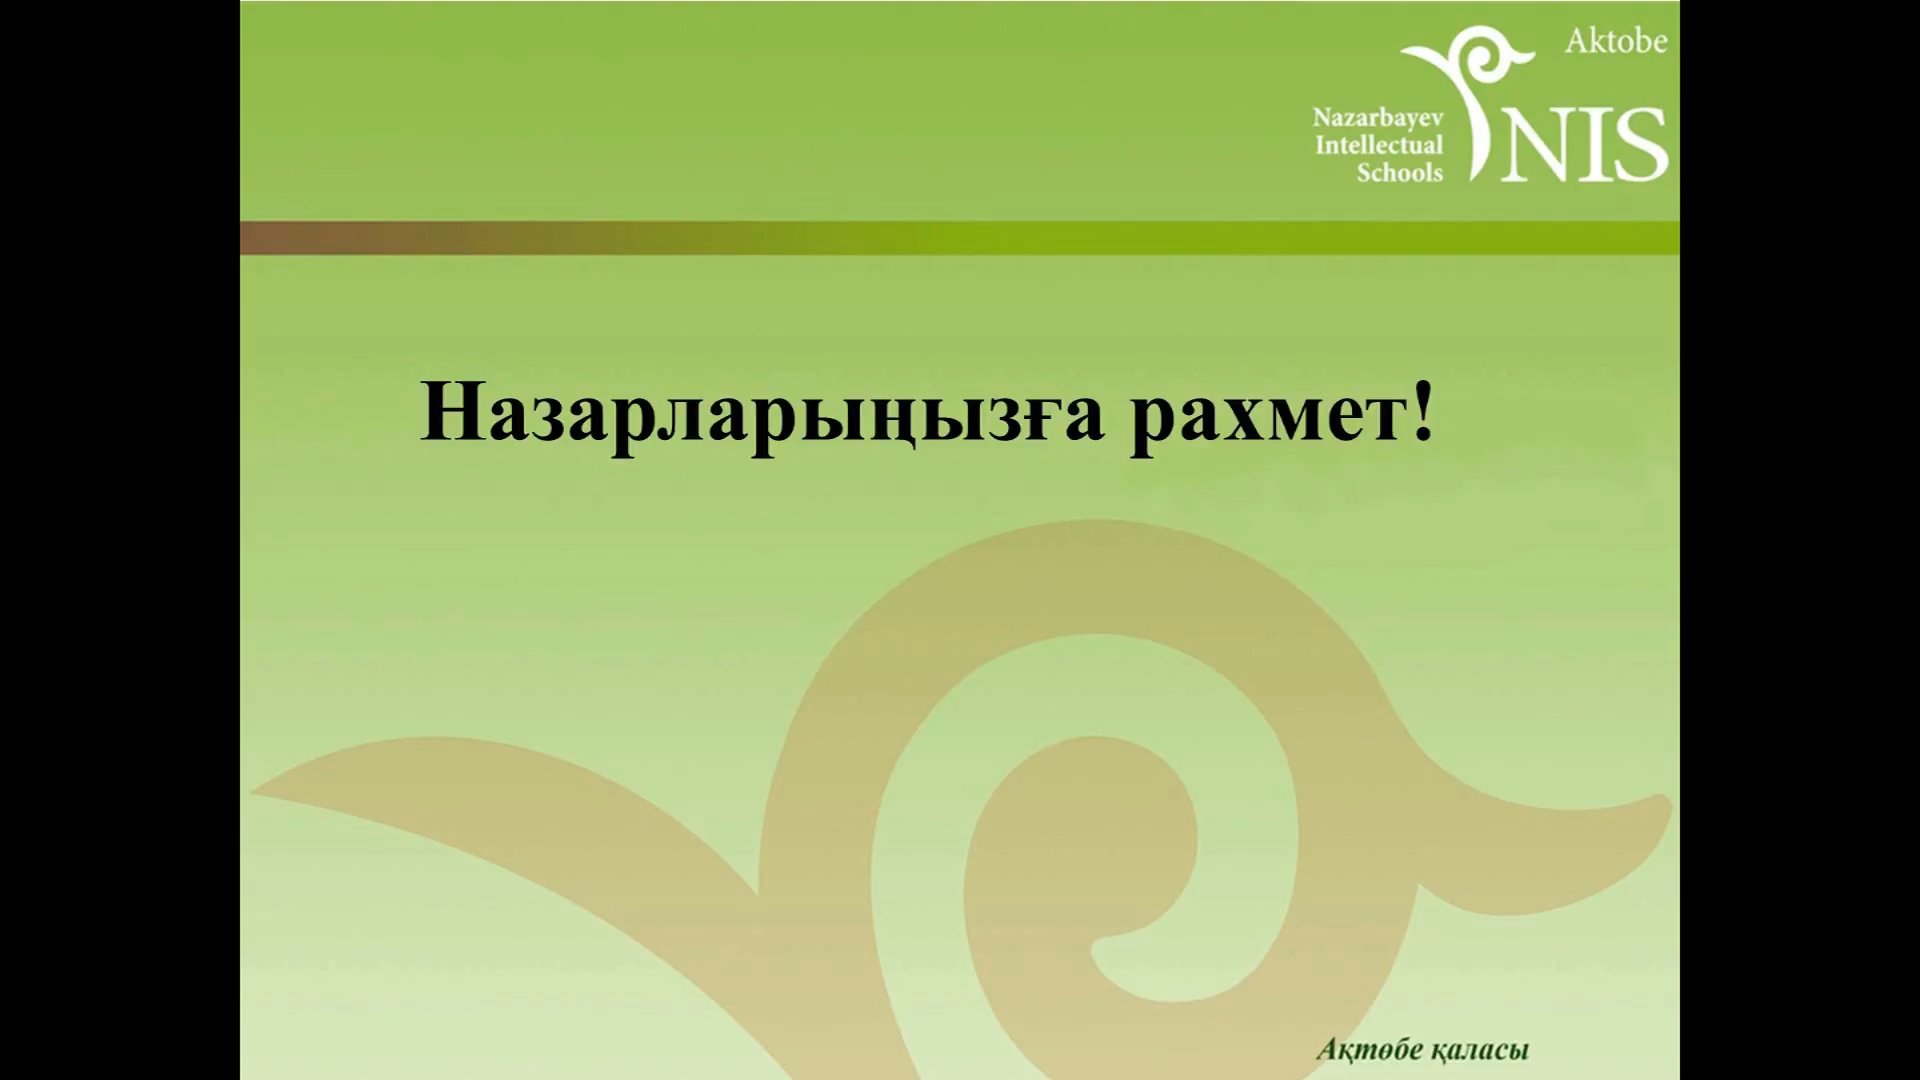 Aktobe
Nazarbayev
Intellectual
Schools
NIS
Назарларыңызға рахмет!
Ақтөбе қаласы